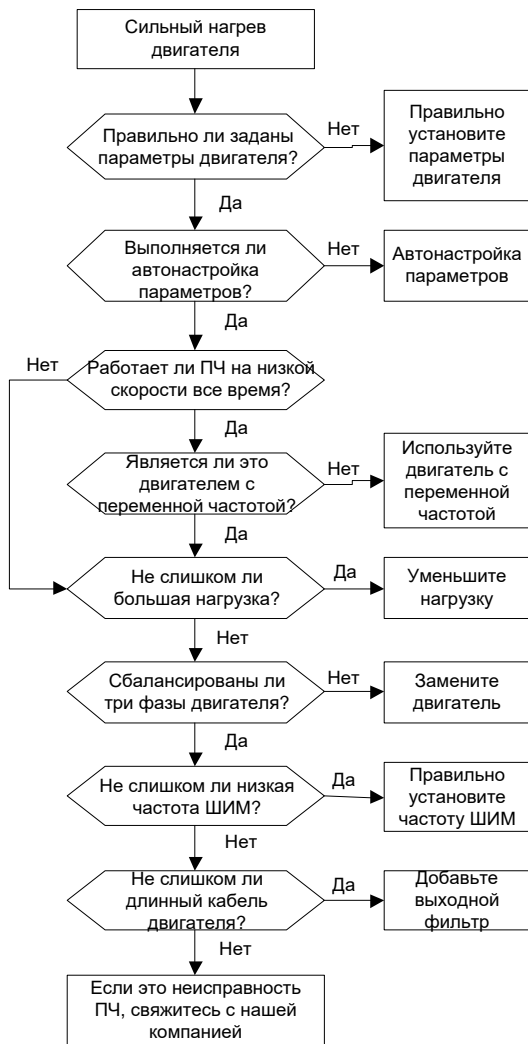 Сильный нагрев
двигателя
Правильно ли заданы
параметры двигателя?
Нет
Правильно
установите
параметры
двигателя
Да
Выполняется ли
автонастройка
параметров?
Нет
Автонастройка
параметров
Да
Нет
Работает ли ПЧ на низкой
скорости все время?
Да
Является ли это
двигателем с
переменной частотой?
Нет
Используйте
двигатель с
переменной
частотой
Да
Не слишком ли
большая нагрузка?
Да
Уменьшите
нагрузку
Нет
Сбалансированы ли
три фазы двигателя?
Нет
Замените
двигатель
Да
Не слишком ли низкая
частота ШИМ?
Да
Правильно
установите
частоту ШИМ
Нет
Не слишком ли
длинный кабель
двигателя?
Да
Добавьте
выходной
фильтр
Нет
Если это неисправность
ПЧ, свяжитесь с нашей
компанией